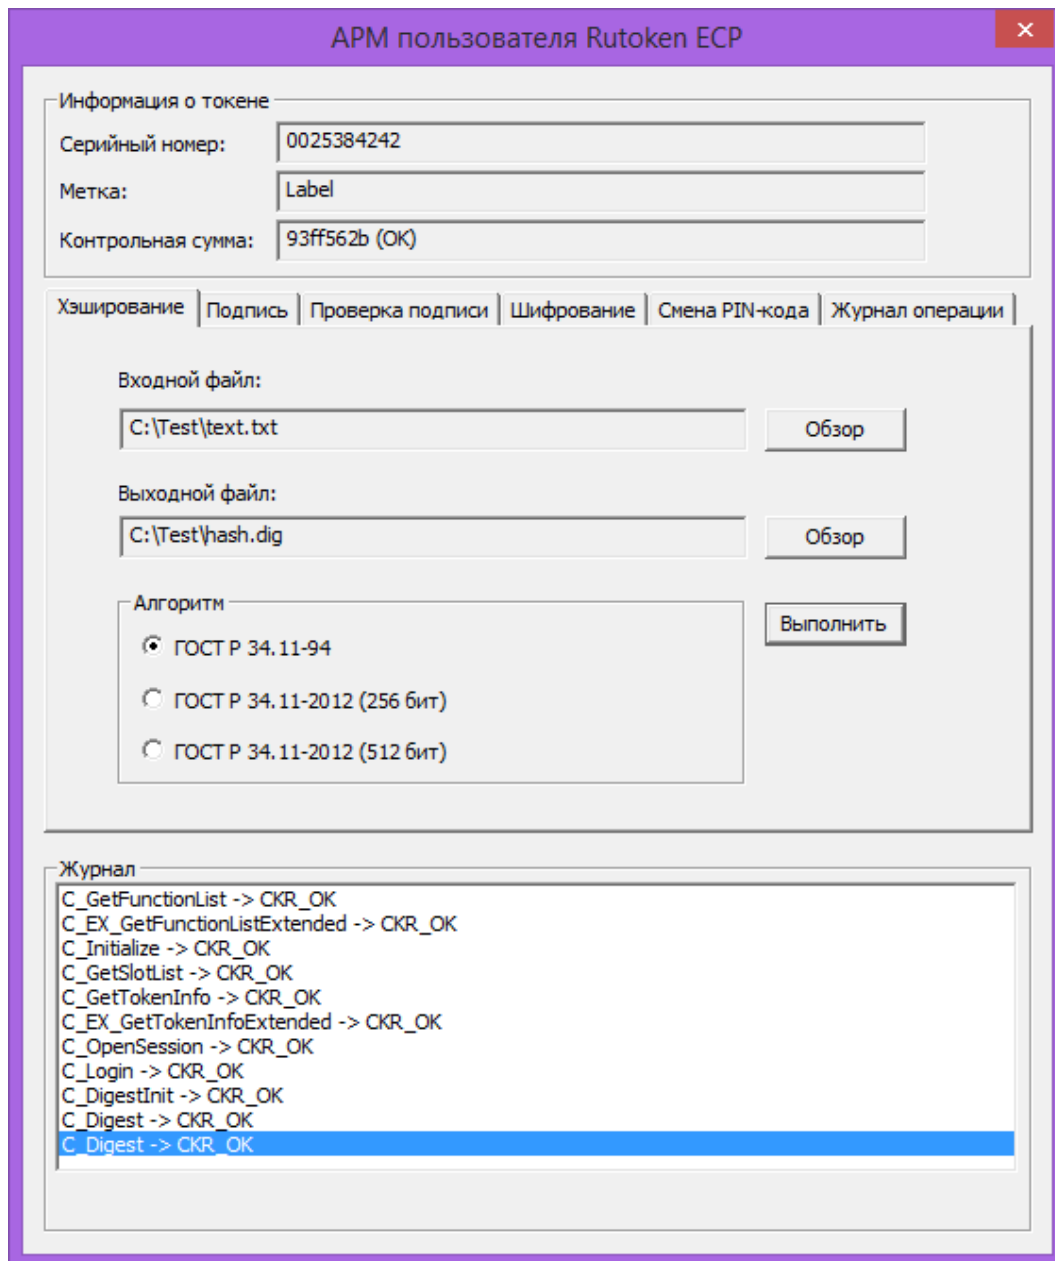 АРМ пользователя Rutoken ECP
Информация о токене
Серийный номер: 0025384242
Метка: Label
Контрольная сумма: 93ff562b (OK)
Хэширование Подпись Проверка подписи Шифрование Смена PIN-кода Журнал операции
Входной файл:
C:\Test\text.txt Обзор
Выходной файл:
C:\Test\hash.dig Обзор
Алгоритм
Выполнить
ГОСТ Р 34.11-94
ГОСТ Р 34.11-2012 (256 бит)
ГОСТ Р 34.11-2012 (512 бит)
Журнал
C_GetFunctionList -> CKR_OK
C_EX_GetFunctionListExtended -> CKR_OK
C_Initialize -> CKR_OK
C_GetSlotList -> CKR_OK
C_GetTokenInfo -> CKR_OK
C_EX_GetTokenInfoExtended -> CKR_OK
C_OpenSession -> CKR_OK
C_Login -> CKR_OK
C_DigestInit -> CKR_OK
C_Digest -> CKR_OK
C_Digest -> CKR_OK